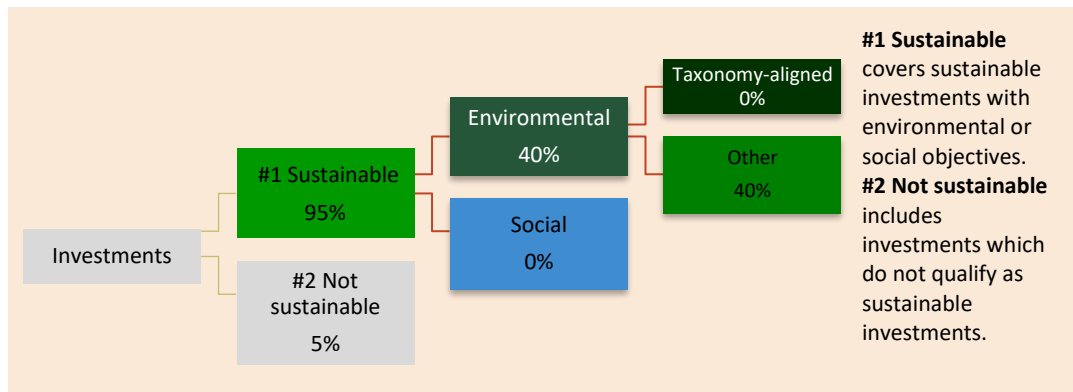 Investments
#1 Sustainable
95%
#2 Not
sustainable
5%
Environmental
40%
Social
0%
Taxonomy-aligned
0%
Other
40%
#1 Sustainable
covers sustainable
investments with
environmental or
social objectives.
#2 Not sustainable
includes
investments which
do not qualify as
sustainable
investments.